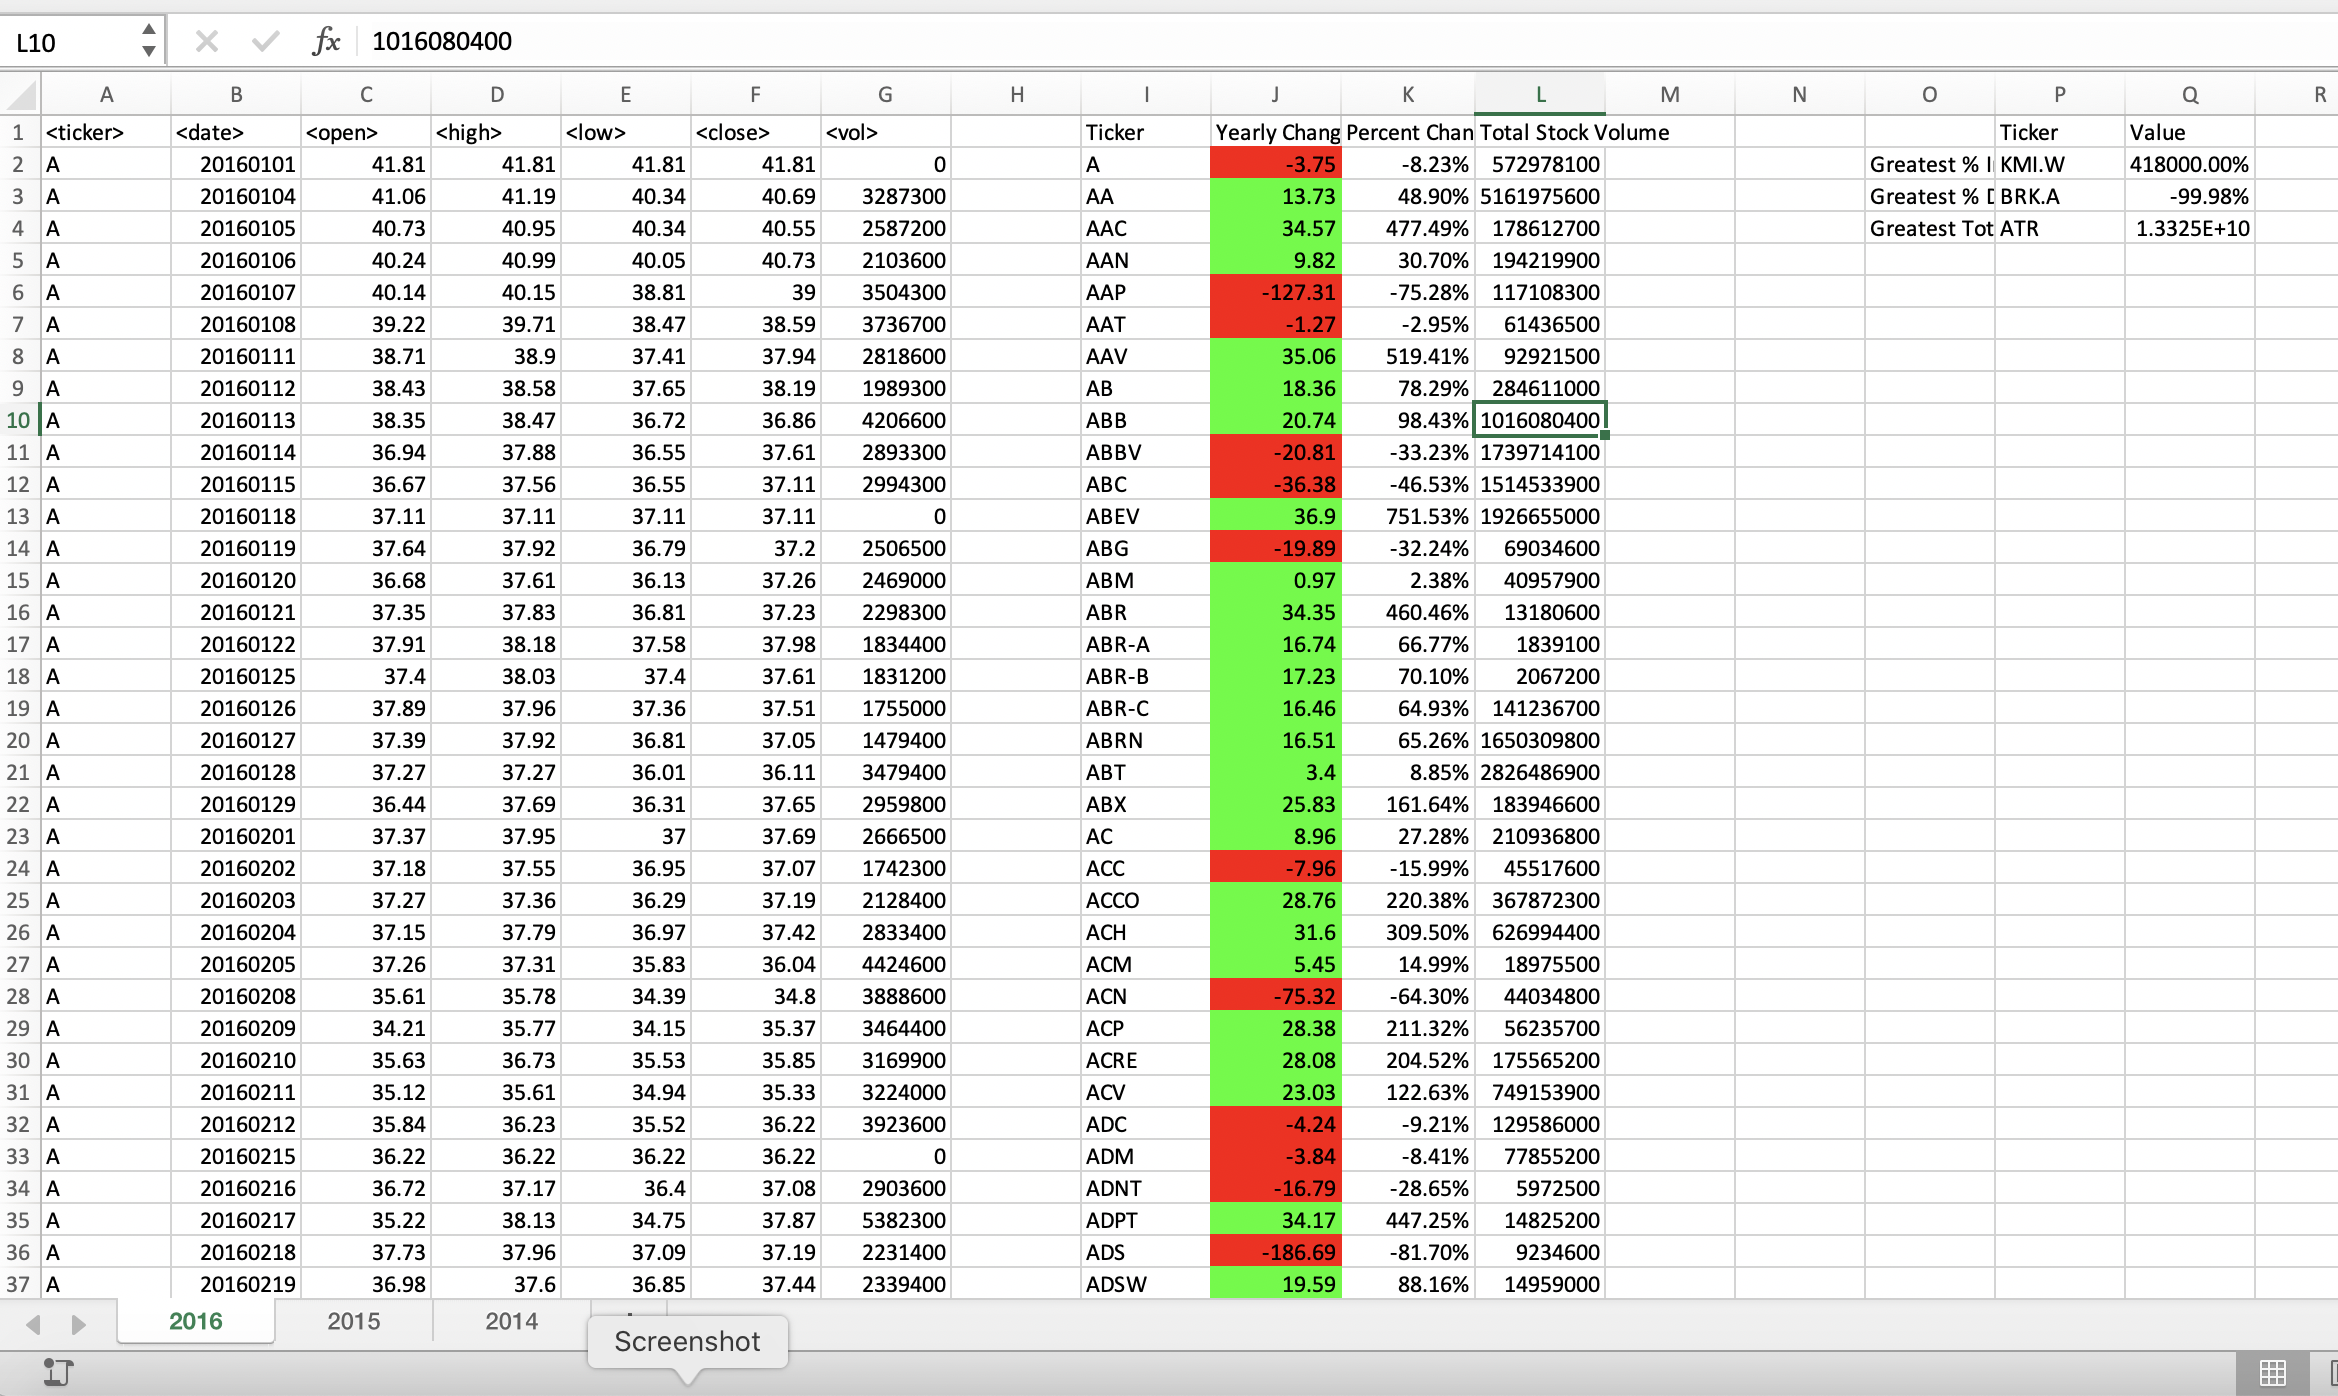 L10 fx 1016080400
A B C D E F G H I J K L M N O P Q R
1 <ticker> <date> <open> <high> <low> <close> <vol> Ticker Yearly Chang Percent Chan Total Stock Volume Ticker Value
2 A 20160101 41.81 41.81 41.81 41.81 0 A -3.75 -8.23% 572978100 Greatest % I KMI.W 418000.00%
3 A 20160104 41.06 41.19 40.34 40.69 3287300 AA 13.73 48.90% 5161975600 Greatest % D BRK.A -99.98%
4 A 20160105 40.73 40.95 40.34 40.55 2587200 AAC 34.57 477.49% 178612700 Greatest Tot ATR 1.3325E+10
5 A 20160106 40.24 40.99 40.05 40.73 2103600 AAN 9.82 30.70% 194219900
6 A 20160107 40.14 40.15 38.81 39 3504300 AAP -127.31 -75.28% 117108300
7 A 20160108 39.22 39.71 38.47 38.59 3736700 AAT -1.27 -2.95% 61436500
8 A 20160111 38.71 38.9 37.41 37.94 2818600 AAV 35.06 519.41% 92921500
9 A 20160112 38.43 38.58 37.65 38.19 1989300 AB 18.36 78.29% 284611000
10 A 20160113 38.35 38.47 36.72 36.86 4206600 ABB 20.74 98.43% 1016080400
11 A 20160114 36.94 37.88 36.55 37.61 2893300 ABBV -20.81 -33.23% 1739714100
12 A 20160115 36.67 37.56 36.55 37.11 2994300 ABC -36.38 -46.53% 1514533900
13 A 20160118 37.11 37.11 37.11 37.11 0 ABEV 36.9 751.53% 1926655000
14 A 20160119 37.64 37.92 36.79 37.2 2506500 ABG -19.89 -32.24% 69034600
15 A 20160120 36.68 37.61 36.13 37.26 2469000 ABM 0.97 2.38% 40957900
16 A 20160121 37.35 37.83 36.81 37.23 2298300 ABR 34.35 460.46% 13180600
17 A 20160122 37.91 38.18 37.58 37.98 1834400 ABR-A 16.74 66.77% 1839100
18 A 20160125 37.4 38.03 37.4 37.61 1831200 ABR-B 17.23 70.10% 2067200
19 A 20160126 37.89 37.96 37.36 37.51 1755000 ABR-C 16.46 64.93% 141236700
20 A 20160127 37.39 37.92 36.81 37.05 1479400 ABRN 16.51 65.26% 1650309800
21 A 20160128 37.27 37.27 36.01 36.11 3479400 ABT 3.4 8.85% 2826486900
22 A 20160129 36.44 37.69 36.31 37.65 2959800 ABX 25.83 161.64% 183946600
23 A 20160201 37.37 37.95 37 37.69 2666500 AC 8.96 27.28% 210936800
24 A 20160202 37.18 37.55 36.95 37.07 1742300 ACC -7.96 -15.99% 45517600
25 A 20160203 37.27 37.36 36.29 37.19 2128400 ACCO 28.76 220.38% 367872300
26 A 20160204 37.15 37.79 36.97 37.42 2833400 ACH 31.6 309.50% 626994400
27 A 20160205 37.26 37.31 35.83 36.04 4424600 ACM 5.45 14.99% 18975500
28 A 20160208 35.61 35.78 34.39 34.8 3888600 ACN -75.32 -64.30% 44034800
29 A 20160209 34.21 35.77 34.15 35.37 3464400 ACP 28.38 211.32% 56235700
30 A 20160210 35.63 36.73 35.53 35.85 3169900 ACRE 28.08 204.52% 175565200
31 A 20160211 35.12 35.61 34.94 35.33 3224000 ACV 23.03 122.63% 749153900
32 A 20160212 35.84 36.23 35.52 36.22 3923600 ADC -4.24 -9.21% 129586000
33 A 20160215 36.22 36.22 36.22 36.22 0 ADM -3.84 -8.41% 77855200
34 A 20160216 36.72 37.17 36.4 37.08 2903600 ADNT -16.79 -28.65% 5972500
35 A 20160217 35.22 38.13 34.75 37.87 5382300 ADPT 34.17 447.25% 14825200
36 A 20160218 37.73 37.96 37.09 37.19 2231400 ADS -186.69 -81.70% 9234600
37 A 20160219 36.98 37.6 36.85 37.44 2339400 ADSW 19.59 88.16% 14959000
2016 2015 2014
Screenshot